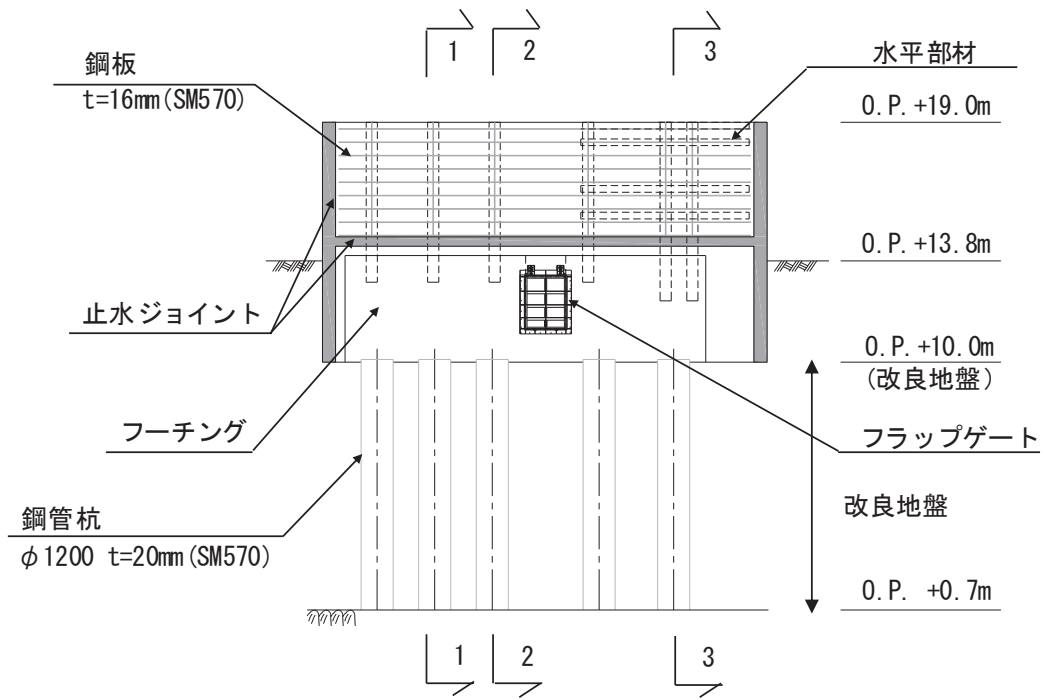 1
2
3
鋼板
t=16mm(SM570)
水平部材
O.P.+19.0m
O.P.+13.8m
止水ジョイント
O.P.+10.0m
(改良地盤)
フーチング
フラップゲート
改良地盤
鋼管杭
φ1200 t=20mm(SM570)
O.P. +0.7m
1
2
3